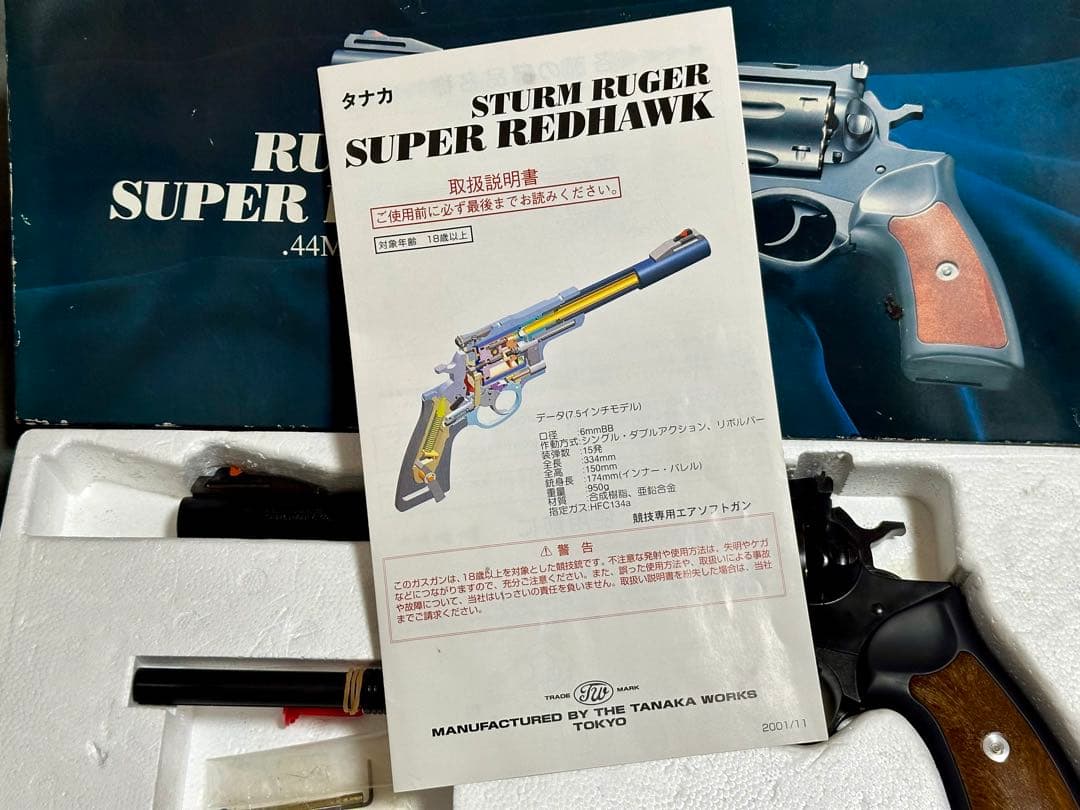 RU
SUPER
.44M
タナカ
STURM RUGER
SUPER REDHAWK
取扱説明書
ご使用前に必ず最後までお読みください。
対象年齢 18歳以上
データ(7.5インチモデル)
口径 :6mmBB
作動方式:シングル・ダブルアクション、リボルバー
装弾数 :15発
全長 :334mm
全高 :150mm
銃身長 :174mm(インナー・バレル)
重量 :950g
材質 :合成樹脂、亜鉛合金
指定ガス:HFC134a
競技専用エアソフトガン
⚠ 警告
このガスガンは、18歳以上を対象とした競技銃です。不注意な発射や使用方法は、失明やケガ
などにつながりますので、充分ご注意ください。また、誤った使用方法や、取扱いによる事故
や故障について、当社はいっさいの責任を負いません。取扱い説明書を紛失した場合は、当社
までご請求ください。
TRADE TW MARK
MANUFACTURED BY THE TANAKA WORKS
TOKYO
2001/11